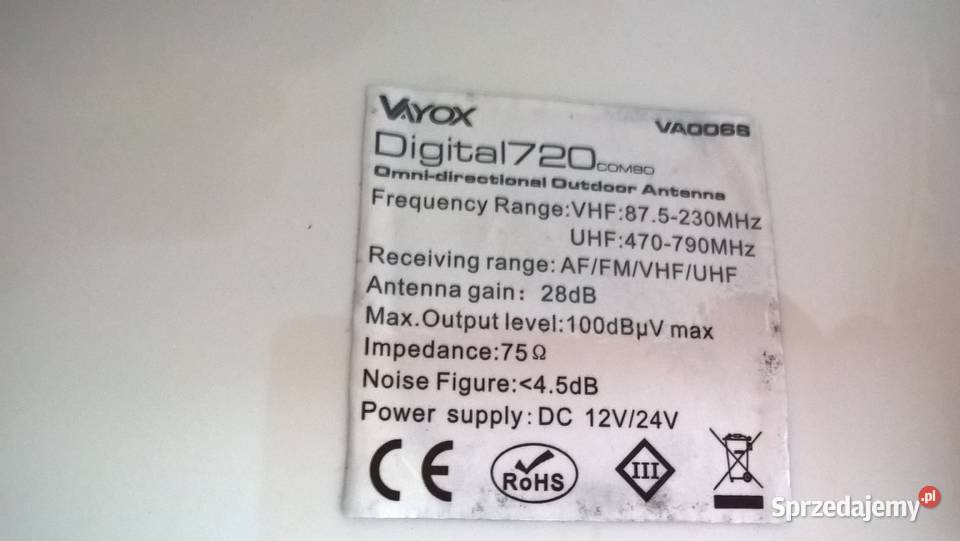 VAYOX
VA0066
Digital720 COMBO
Omni-directional Outdoor Antenna
Frequency Range:VHF:87.5-230MHz
UHF:470-790MHz
Receiving range: AF/FM/VHF/UHF
Antenna gain: 28dB
Max.Output level:100dBμV max
Impedance:75Ω
Noise Figure:<4.5dB
Power supply: DC 12V/24V
CE RoHS III
Sprzedajemy.pl